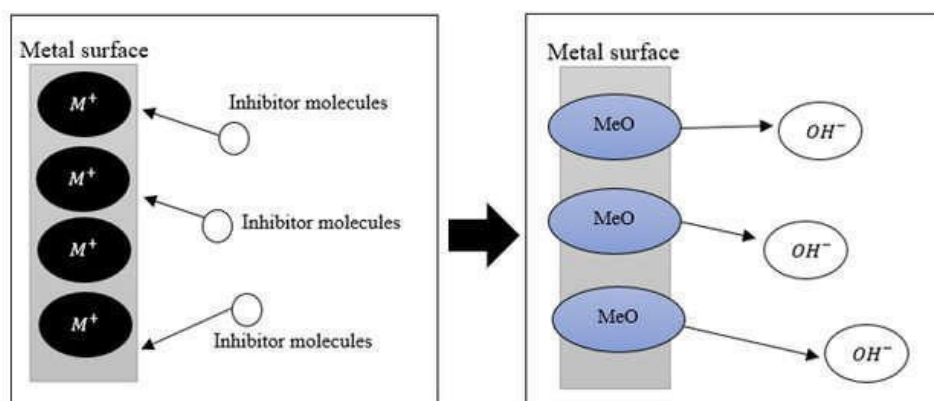 Metal surface
M⁺
Inhibitor molecules
M⁺
Inhibitor molecules
M⁺
M⁺
Inhibitor molecules
Metal surface
MeO
OH⁻
MeO
OH⁻
MeO
OH⁻